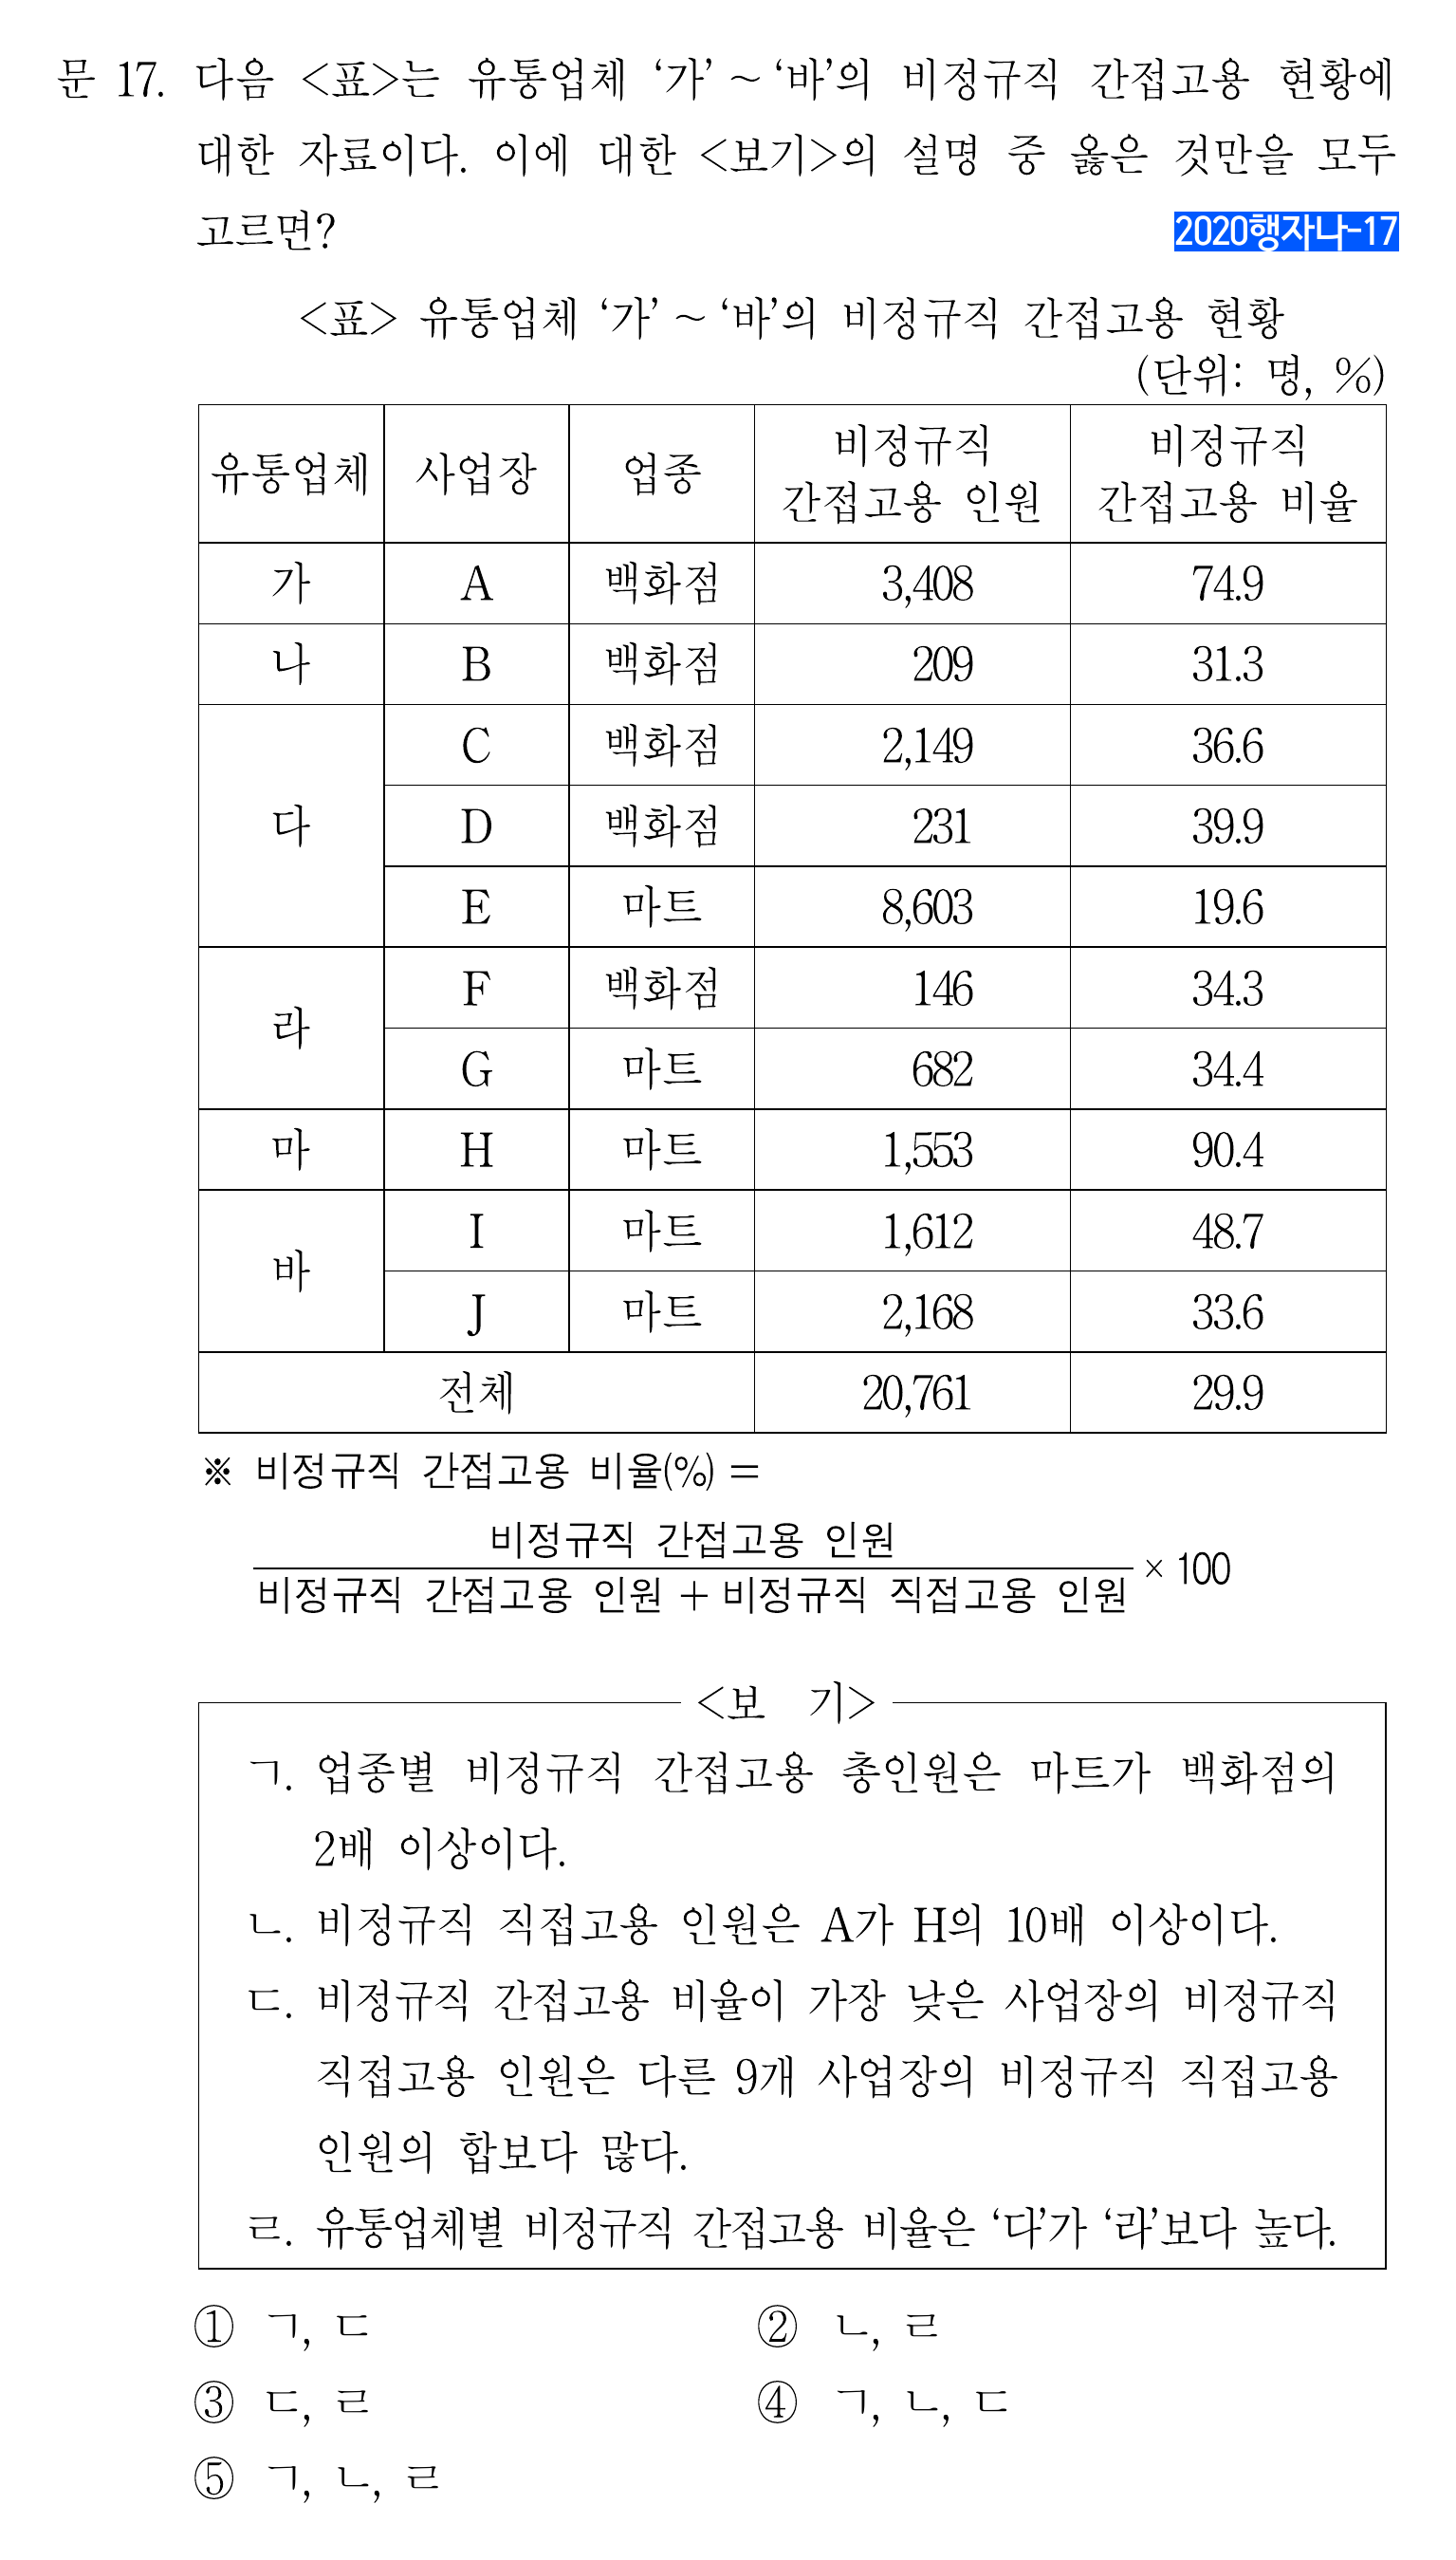 문 17. 다음 <표>는 유통업체 ‘가’ ~ ‘바’의 비정규직 간접고용 현황에
대한 자료이다. 이에 대한 <보기>의 설명 중 옳은 것만을 모두
고르면?
2020행자나-17
<표> 유통업체 ‘가’ ~ ‘바’의 비정규직 간접고용 현황
(단위: 명, %)
유통업체 사업장 업종 비정규직 간접고용 인원 비정규직 간접고용 비율
가 A 백화점 3,408 74.9
나 B 백화점 209 31.3
다 C 백화점 2,149 36.6
D 백화점 231 39.9
E 마트 8,603 19.6
라 F 백화점 146 34.3
G 마트 682 34.4
마 H 마트 1,553 90.4
바 I 마트 1,612 48.7
J 마트 2,168 33.6
전체 20,761 29.9
※ 비정규직 간접고용 비율(%) =
비정규직 간접고용 인원
비정규직 간접고용 인원 + 비정규직 직접고용 인원 × 100
<보 기>
ㄱ. 업종별 비정규직 간접고용 총인원은 마트가 백화점의
2배 이상이다.
ㄴ. 비정규직 직접고용 인원은 A가 H의 10배 이상이다.
ㄷ. 비정규직 간접고용 비율이 가장 낮은 사업장의 비정규직
직접고용 인원은 다른 9개 사업장의 비정규직 직접고용
인원의 합보다 많다.
ㄹ. 유통업체별 비정규직 간접고용 비율은 ‘다’가 ‘라’보다 높다.
① ㄱ, ㄷ ② ㄴ, ㄹ
③ ㄷ, ㄹ ④ ㄱ, ㄴ, ㄷ
⑤ ㄱ, ㄴ, ㄹ